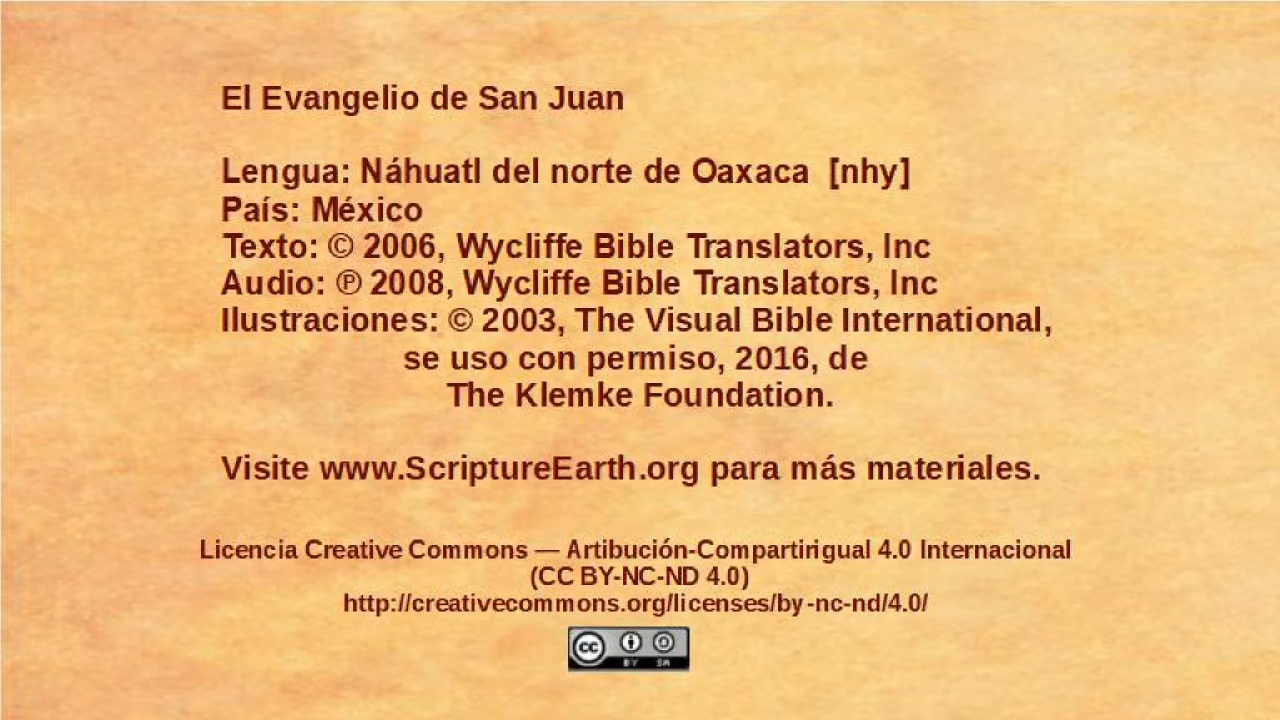 El Evangelio de San Juan
Lengua: Náhuatl del norte de Oaxaca [nhy]
País: México
Texto: © 2006, Wycliffe Bible Translators, Inc
Audio: ℗ 2008, Wycliffe Bible Translators, Inc
Ilustraciones: © 2003, The Visual Bible International,
se uso con permiso, 2016, de
The Klemke Foundation.
Visite www.ScriptureEarth.org para más materiales.
Licencia Creative Commons — Artibución-Compartirigual 4.0 Internacional
(CC BY-NC-ND 4.0)
http://creativecommons.org/licenses/by-nc-nd/4.0/
cc BY SA